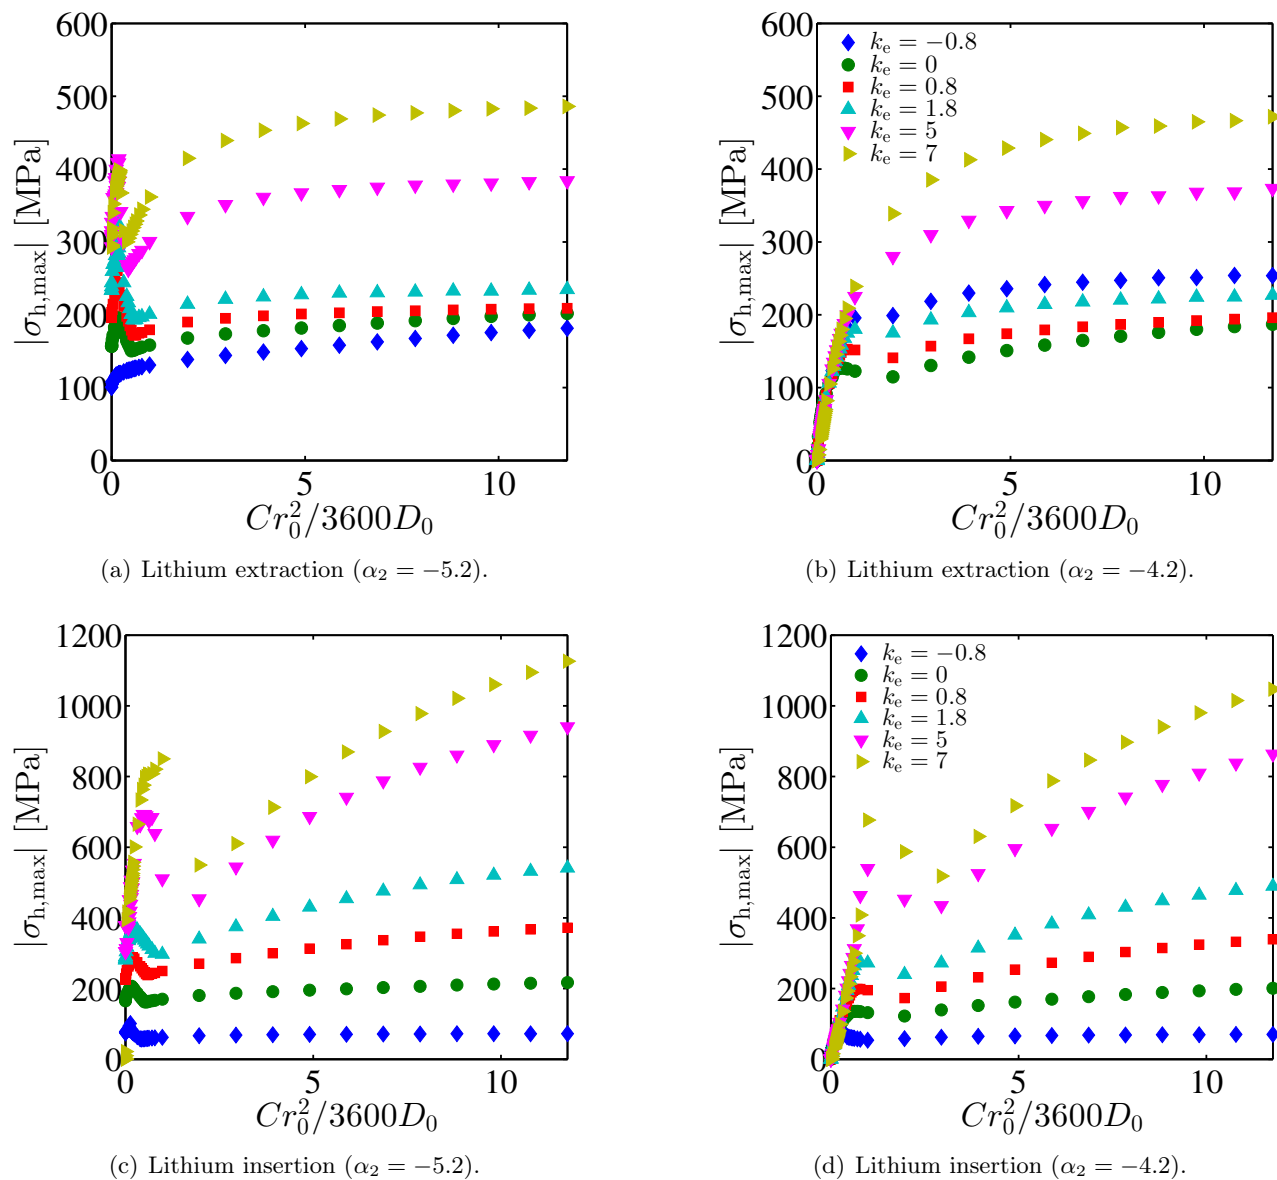 600
500
400
300
200
100
0
|σh,max| [MPa]
0 5 10
Cr₀²/3600D₀
(a) Lithium extraction (α₂ = −5.2).
600
500
400
300
200
100
0
|σh,max| [MPa]
kₑ = −0.8
kₑ = 0
kₑ = 0.8
kₑ = 1.8
kₑ = 5
kₑ = 7
0 5 10
Cr₀²/3600D₀
(b) Lithium extraction (α₂ = −4.2).
1200
1000
800
600
400
200
0
|σh,max| [MPa]
0 5 10
Cr₀²/3600D₀
(c) Lithium insertion (α₂ = −5.2).
1200
1000
800
600
400
200
0
|σh,max| [MPa]
kₑ = −0.8
kₑ = 0
kₑ = 0.8
kₑ = 1.8
kₑ = 5
kₑ = 7
0 5 10
Cr₀²/3600D₀
(d) Lithium insertion (α₂ = −4.2).